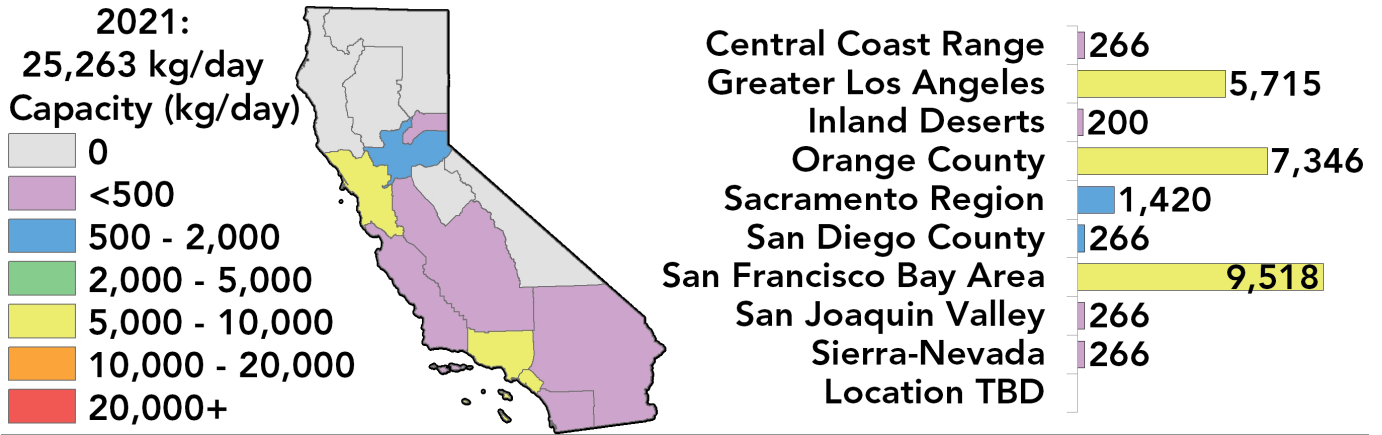 2021:
25,263 kg/day
Capacity (kg/day)
0
<500
500 - 2,000
2,000 - 5,000
5,000 - 10,000
10,000 - 20,000
20,000+
Central Coast Range 266
Greater Los Angeles 5,715
Inland Deserts 200
Orange County 7,346
Sacramento Region 1,420
San Diego County 266
San Francisco Bay Area 9,518
San Joaquin Valley 266
Sierra-Nevada 266
Location TBD